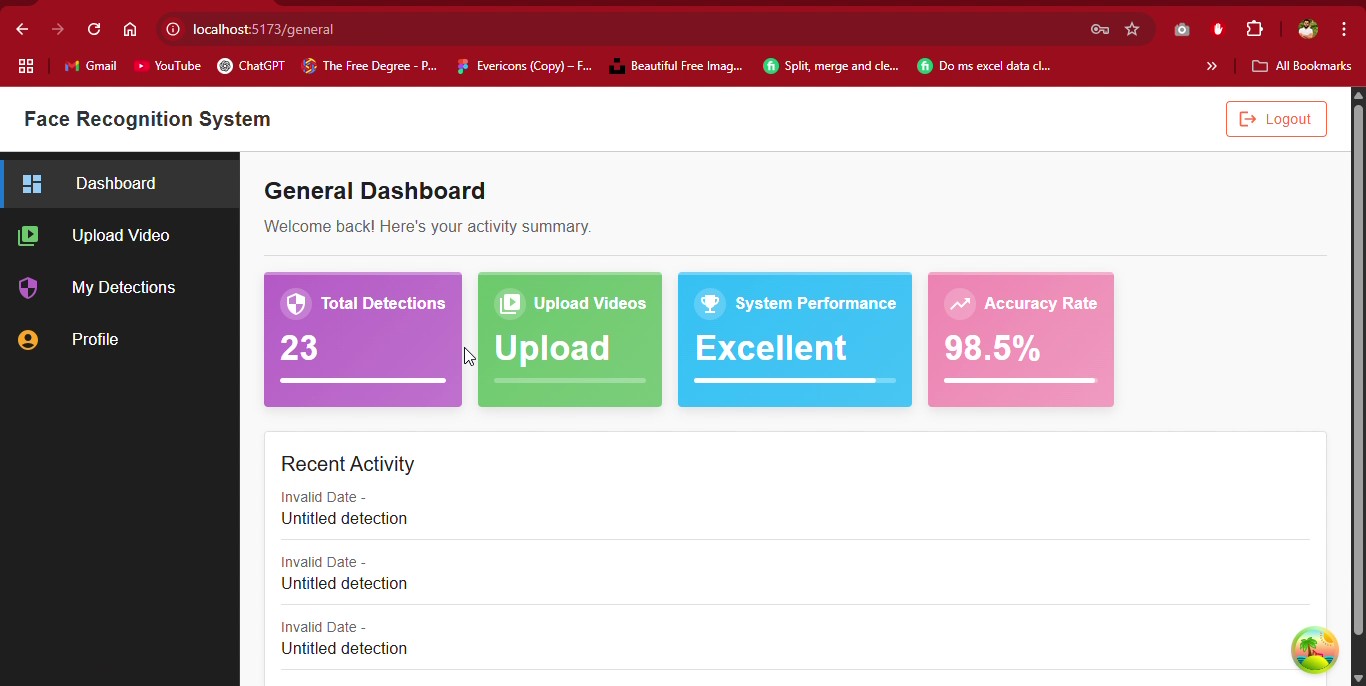 localhost:5173/general
Gmail
YouTube
ChatGPT
The Free Degree - P...
Evericons (Copy) – F...
Beautiful Free Imag...
Split, merge and cle...
Do ms excel data cl...
»
All Bookmarks
Face Recognition System
Logout
Dashboard
Upload Video
My Detections
Profile
General Dashboard
Welcome back! Here's your activity summary.
Total Detections
23
Upload Videos
Upload
System Performance
Excellent
Accuracy Rate
98.5%
Recent Activity
Invalid Date -
Untitled detection
Invalid Date -
Untitled detection
Invalid Date -
Untitled detection